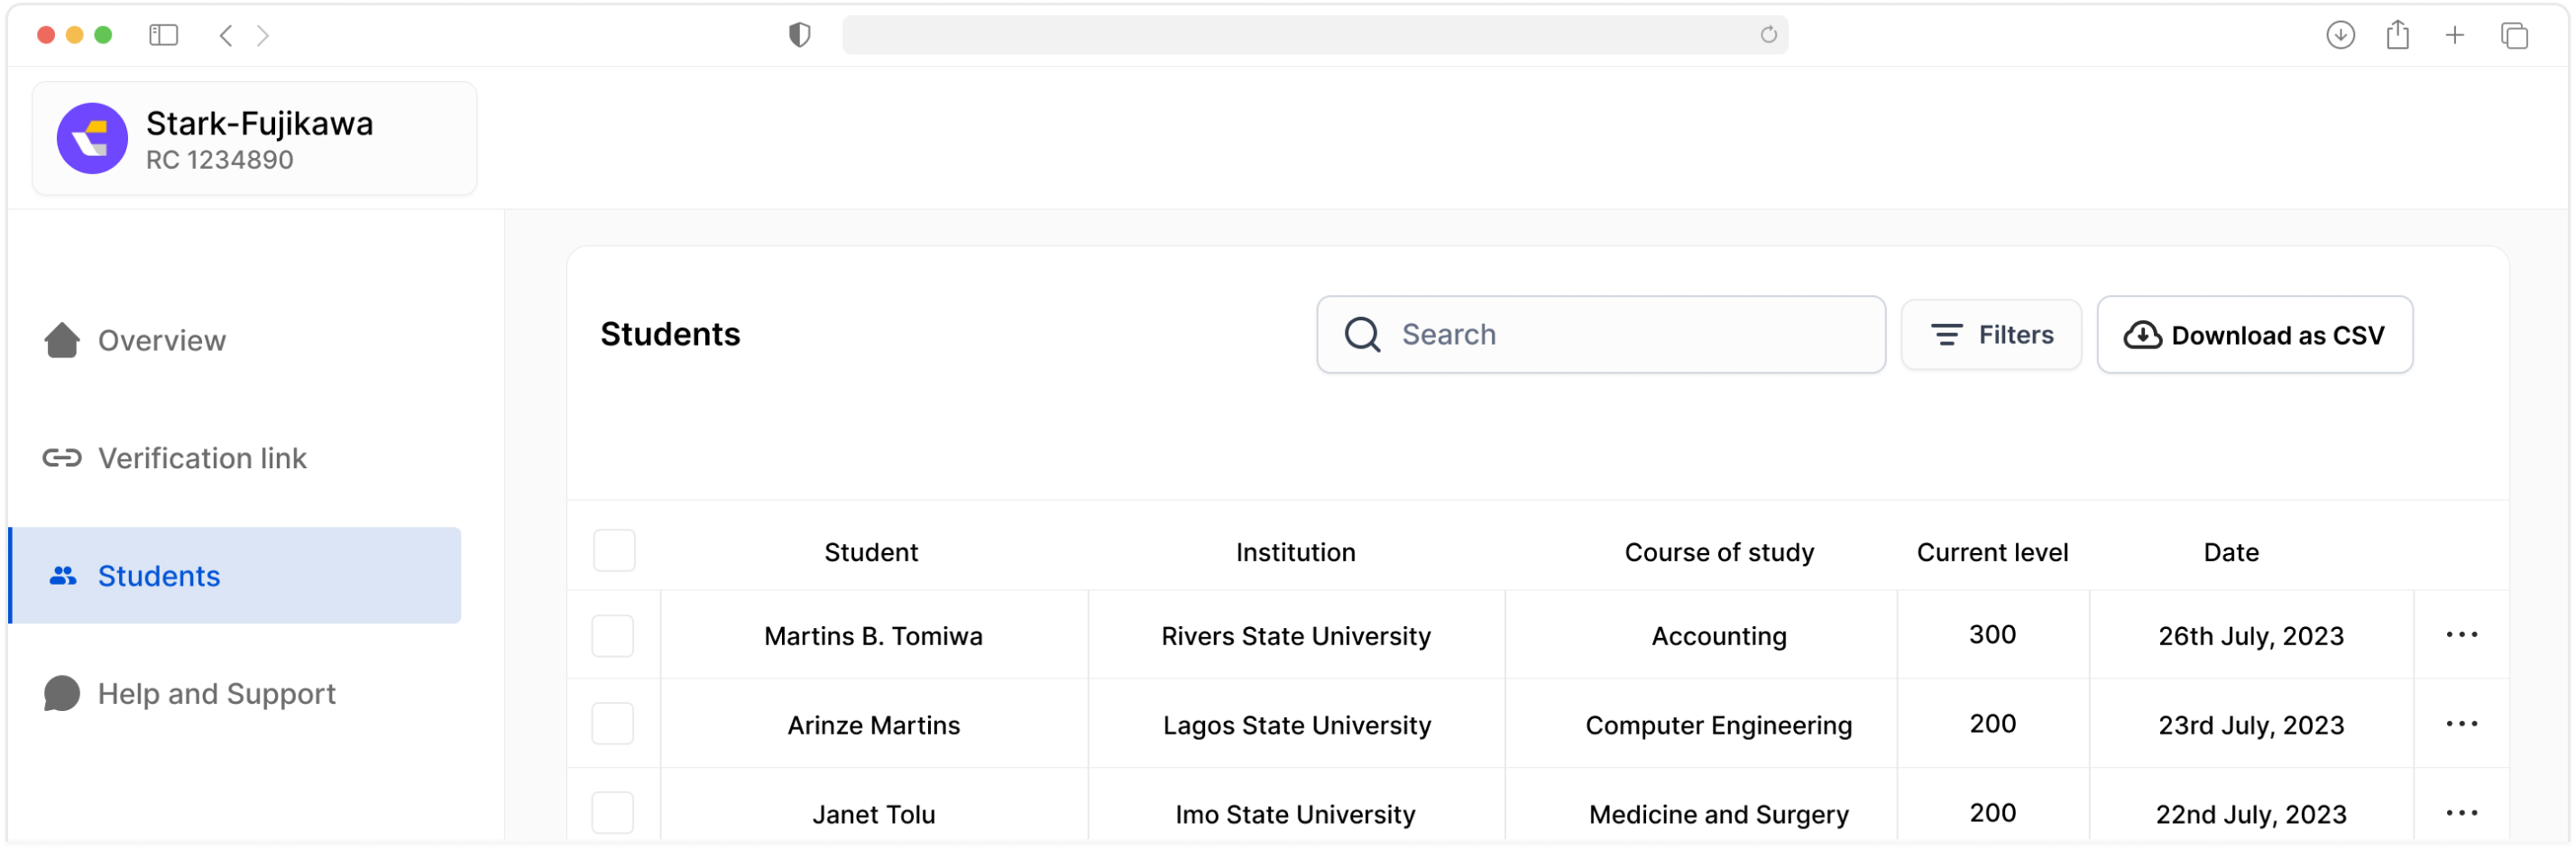 Stark-Fujikawa
RC 1234890
Overview
Verification link
Students
Help and Support
Students
Search
Filters
Download as CSV
Student Institution Course of study Current level Date
Martins B. Tomiwa Rivers State University Accounting 300 26th July, 2023
Arinze Martins Lagos State University Computer Engineering 200 23rd July, 2023
Janet Tolu Imo State University Medicine and Surgery 200 22nd July, 2023